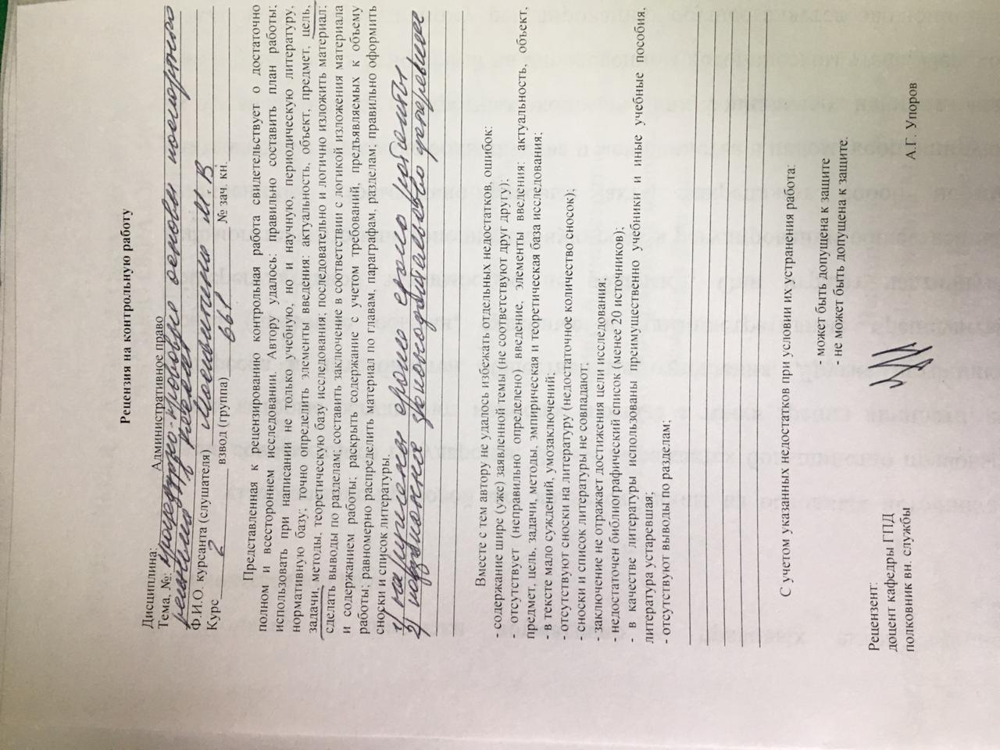 Рецензия на контрольную работу
Дисциплина: Административное право
Тема, №: Процедурно-правовые основы паспортного
режима в России
Ф.И.О. курсанта (слушателя) М.В
Курс 2 взвод (группа) 661 № зач. кн.
Представленная к рецензированию контрольная работа свидетельствует о достаточно
полном и всестороннем исследовании. Автору удалось: правильно составить план работы;
использовать при написании не только учебную, но и научную, периодическую литературу,
нормативную базу; точно определить элементы введения: актуальность, объект, предмет, цель,
задачи, методы, теоретическую базу исследования; последовательно и логично изложить материал;
сделать выводы по разделам; составить заключение в соответствии с логикой изложения материала
и содержанием работы; раскрыть содержание с учетом требований, предъявляемых к объему
работы; равномерно распределить материал по главам, параграфам, разделам; правильно оформить
сноски и список литературы.
1)
2) законодательство устаревшее
Вместе с тем автору не удалось избежать отдельных недостатков, ошибок:
- содержание шире (уже) заявленной темы (не соответствуют друг другу);
- отсутствует (неправильно определено) введение, элементы введения: актуальность, объект,
предмет, цель, задачи, методы, эмпирическая и теоретическая база исследования;
- в тексте мало суждений, умозаключений;
- отсутствуют сноски на литературу (недостаточное количество сносок);
- сноски и список литературы не совпадают;
- заключение не отражает достижения цели исследования;
- недостаточен библиографический список (менее 20 источников);
- в качестве литературы использованы преимущественно учебники и иные учебные пособия,
литература устаревшая;
- отсутствуют выводы по разделам.
С учетом указанных недостатков при условии их устранения работа:
- может быть допущена к защите
- не может быть допущена к защите.
Рецензент:
доцент кафедры ГПД
полковник вн. службы А.Г. Упоров